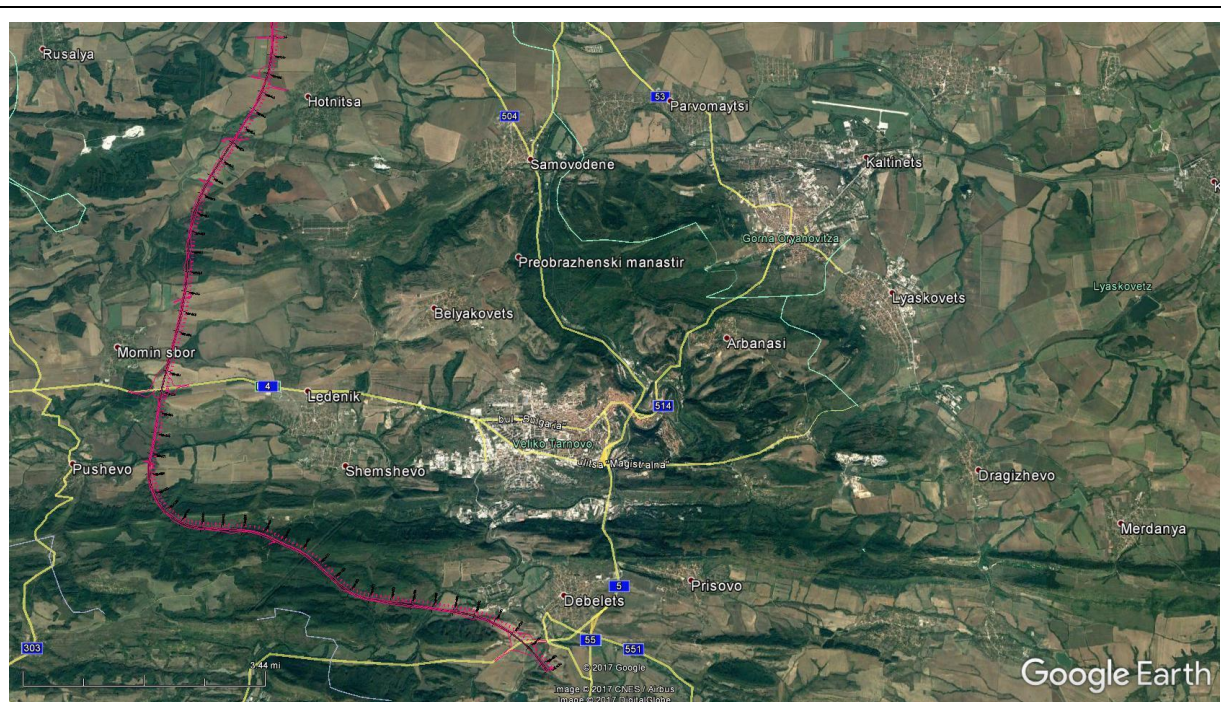 Rusalya
Hotnitsa
53
Parvomaytsi
504
Samovodene
Kaltinets
Gorna Oryahovitza
Preobrazhenski manastir
Lyaskovetz
Lyaskovets
Belyakovets
Arbanasi
Momin sbor
4
Ledenik
514
bul. "Bulgaria"
Veliko Tarnovo
ulitsa "Magistralna"
Pushevo
Shemshevo
Dragizhevo
Merdanya
5
Prisovo
Debelets
55
551
303
3.44 mi
© 2017 Google
Image © 2017 CNES / Airbus
Image © 2017 DigitalGlobe
Google Earth